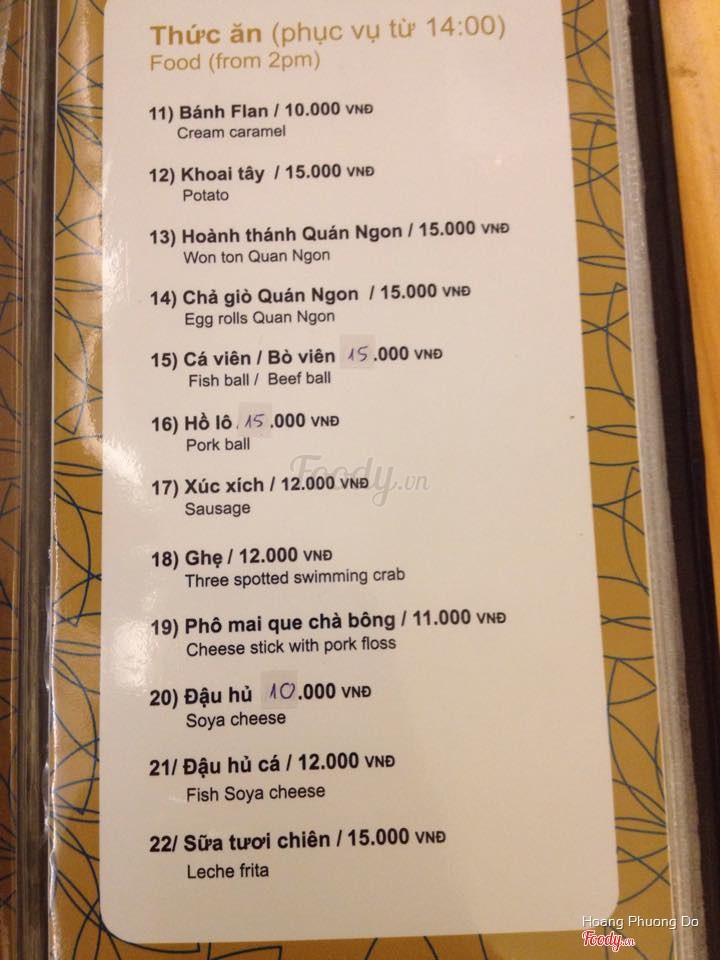 Thức ăn (phục vụ từ 14:00)
Food (from 2pm)
11) Bánh Flan / 10.000 VNĐ
Cream caramel
12) Khoai tây / 15.000 VNĐ
Potato
13) Hoành thánh Quán Ngon / 15.000 VNĐ
Won ton Quan Ngon
14) Chả giò Quán Ngon / 15.000 VNĐ
Egg rolls Quan Ngon
15) Cá viên / Bò viên 15.000 VNĐ
Fish ball / Beef ball
16) Hồ lô 15.000 VNĐ
Pork ball
Foody.vn
17) Xúc xích / 12.000 VNĐ
Sausage
18) Ghẹ / 12.000 VNĐ
Three spotted swimming crab
19) Phô mai que chà bông / 11.000 VNĐ
Cheese stick with pork floss
20) Đậu hủ 10.000 VNĐ
Soya cheese
21/ Đậu hủ cá / 12.000 VNĐ
Fish Soya cheese
22/ Sữa tươi chiên / 15.000 VNĐ
Leche frita
Hoang Phuong Do
Foody.vn